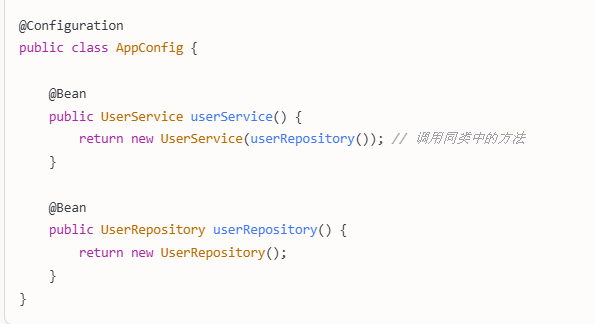 @Configuration
public class AppConfig {
@Bean
public UserService userService() {
return new UserService(userRepository()); // 调用同类中的方法
}
@Bean
public UserRepository userRepository() {
return new UserRepository();
}
}